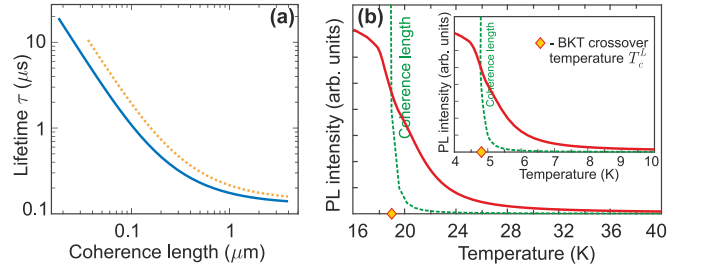 (a)
10
1
0.1
Lifetime τ (μs)
0.1
1
Coherence length (μm)
(b)
PL intensity (arb. units)
Coherence length
16
20
24
28
32
36
40
Temperature (K)
PL intensity (arb. units)
Coherence length
- BKT crossover
temperature T_c^L
4
5
6
7
8
9
10
Temperature (K)